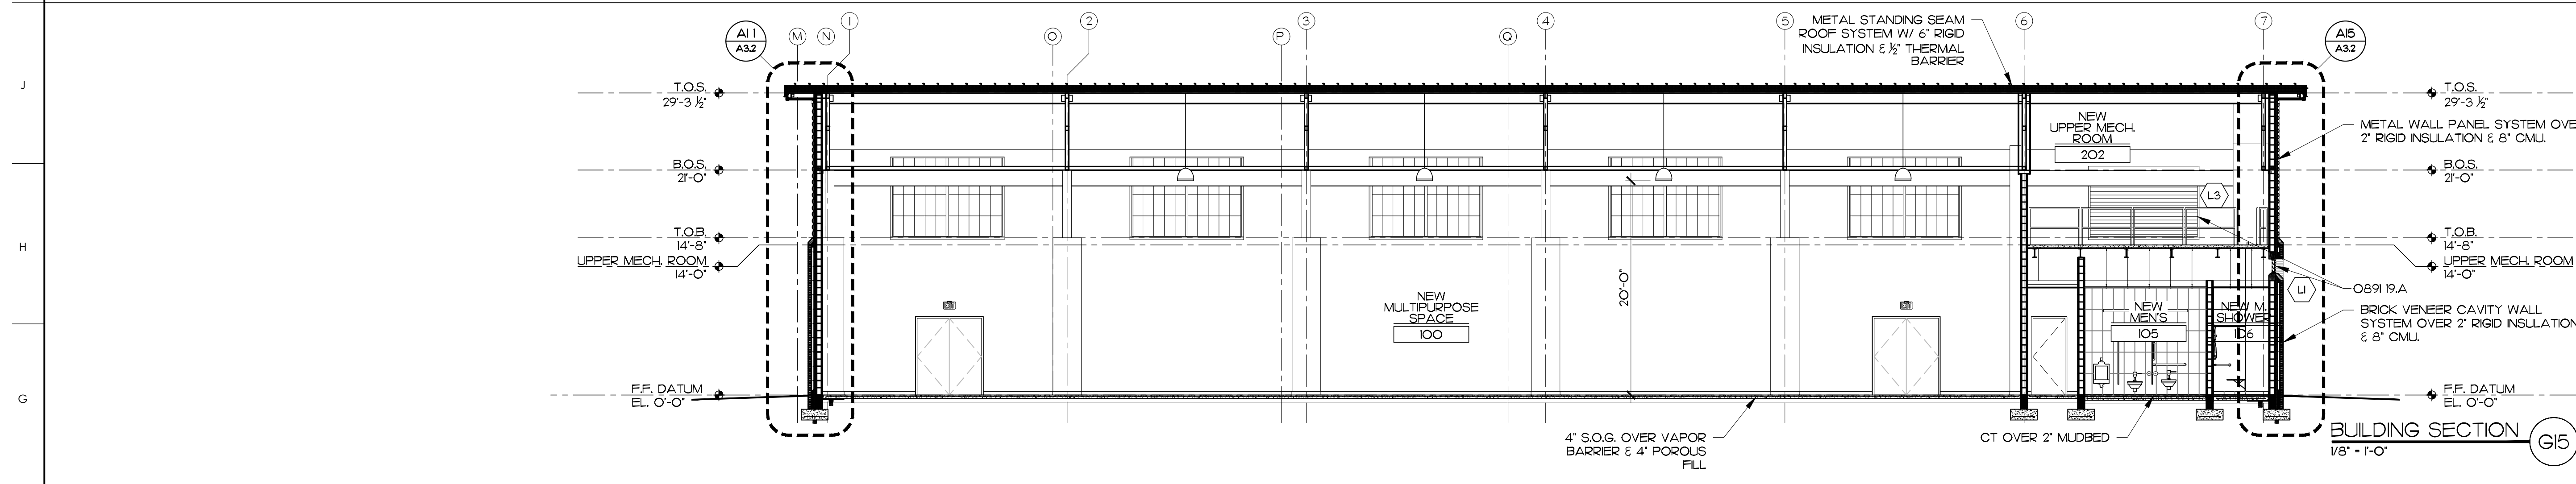 J
H
G
A11
A3.2
M
N
1
O
2
P
3
Q
4
5
6
7
A15
A3.2
METAL STANDING SEAM
ROOF SYSTEM W/ 6" RIGID
INSULATION & ½" THERMAL
BARRIER
T.O.S.
29'-3 ½"
B.O.S.
21'-0"
T.O.B.
14'-8"
UPPER MECH. ROOM
14'-0"
F.F. DATUM
EL. 0'-0"
NEW
MULTIPURPOSE
SPACE
100
20'-0"
NEW
UPPER MECH.
ROOM
202
L3
NEW
MEN'S
105
NEW M.
SHOWER
106
L1
T.O.S.
29'-3 ½"
METAL WALL PANEL SYSTEM OVE
2" RIGID INSULATION & 8" CMU.
B.O.S.
21'-0"
T.O.B.
14'-8"
UPPER MECH. ROOM
14'-0"
089119.A
BRICK VENEER CAVITY WALL
SYSTEM OVER 2" RIGID INSULATION
& 8" CMU.
F.F. DATUM
EL. 0'-0"
4" S.O.G. OVER VAPOR
BARRIER & 4" POROUS
FILL
CT OVER 2" MUDBED
BUILDING SECTION
1/8" = 1'-0"
G15